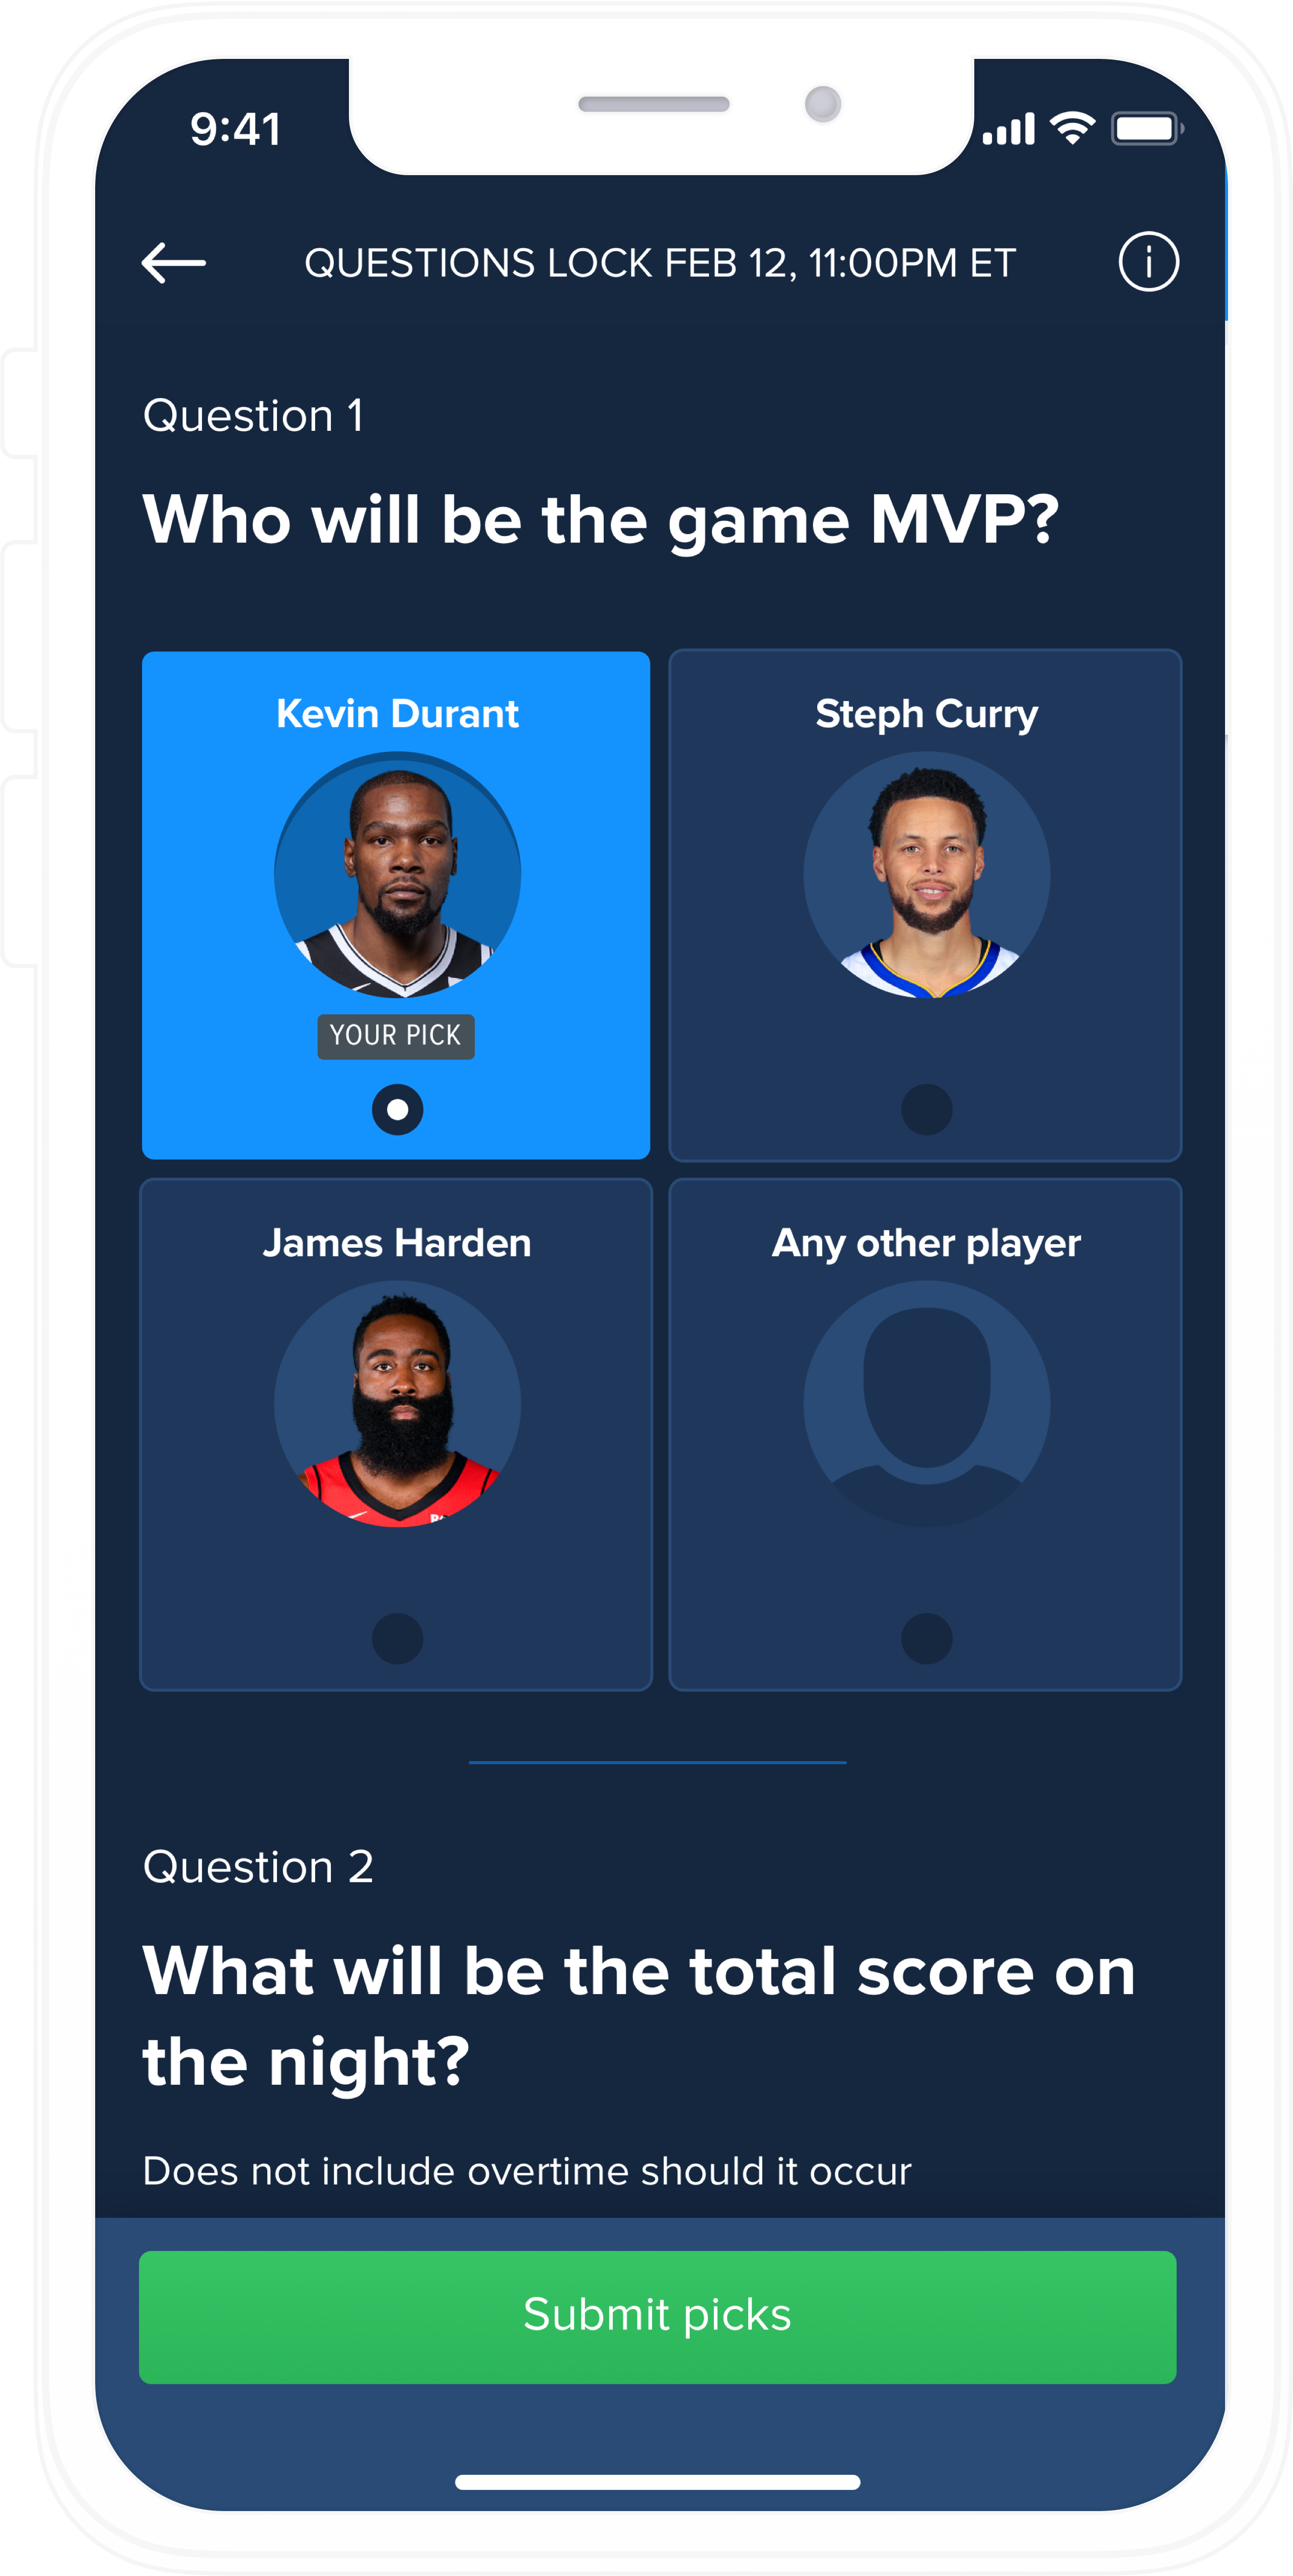 9:41
QUESTIONS LOCK FEB 12, 11:00PM ET
Question 1
Who will be the game MVP?
Kevin Durant
Steph Curry
YOUR PICK
James Harden
Any other player
Question 2
What will be the total score on
the night?
Does not include overtime should it occur
Submit picks